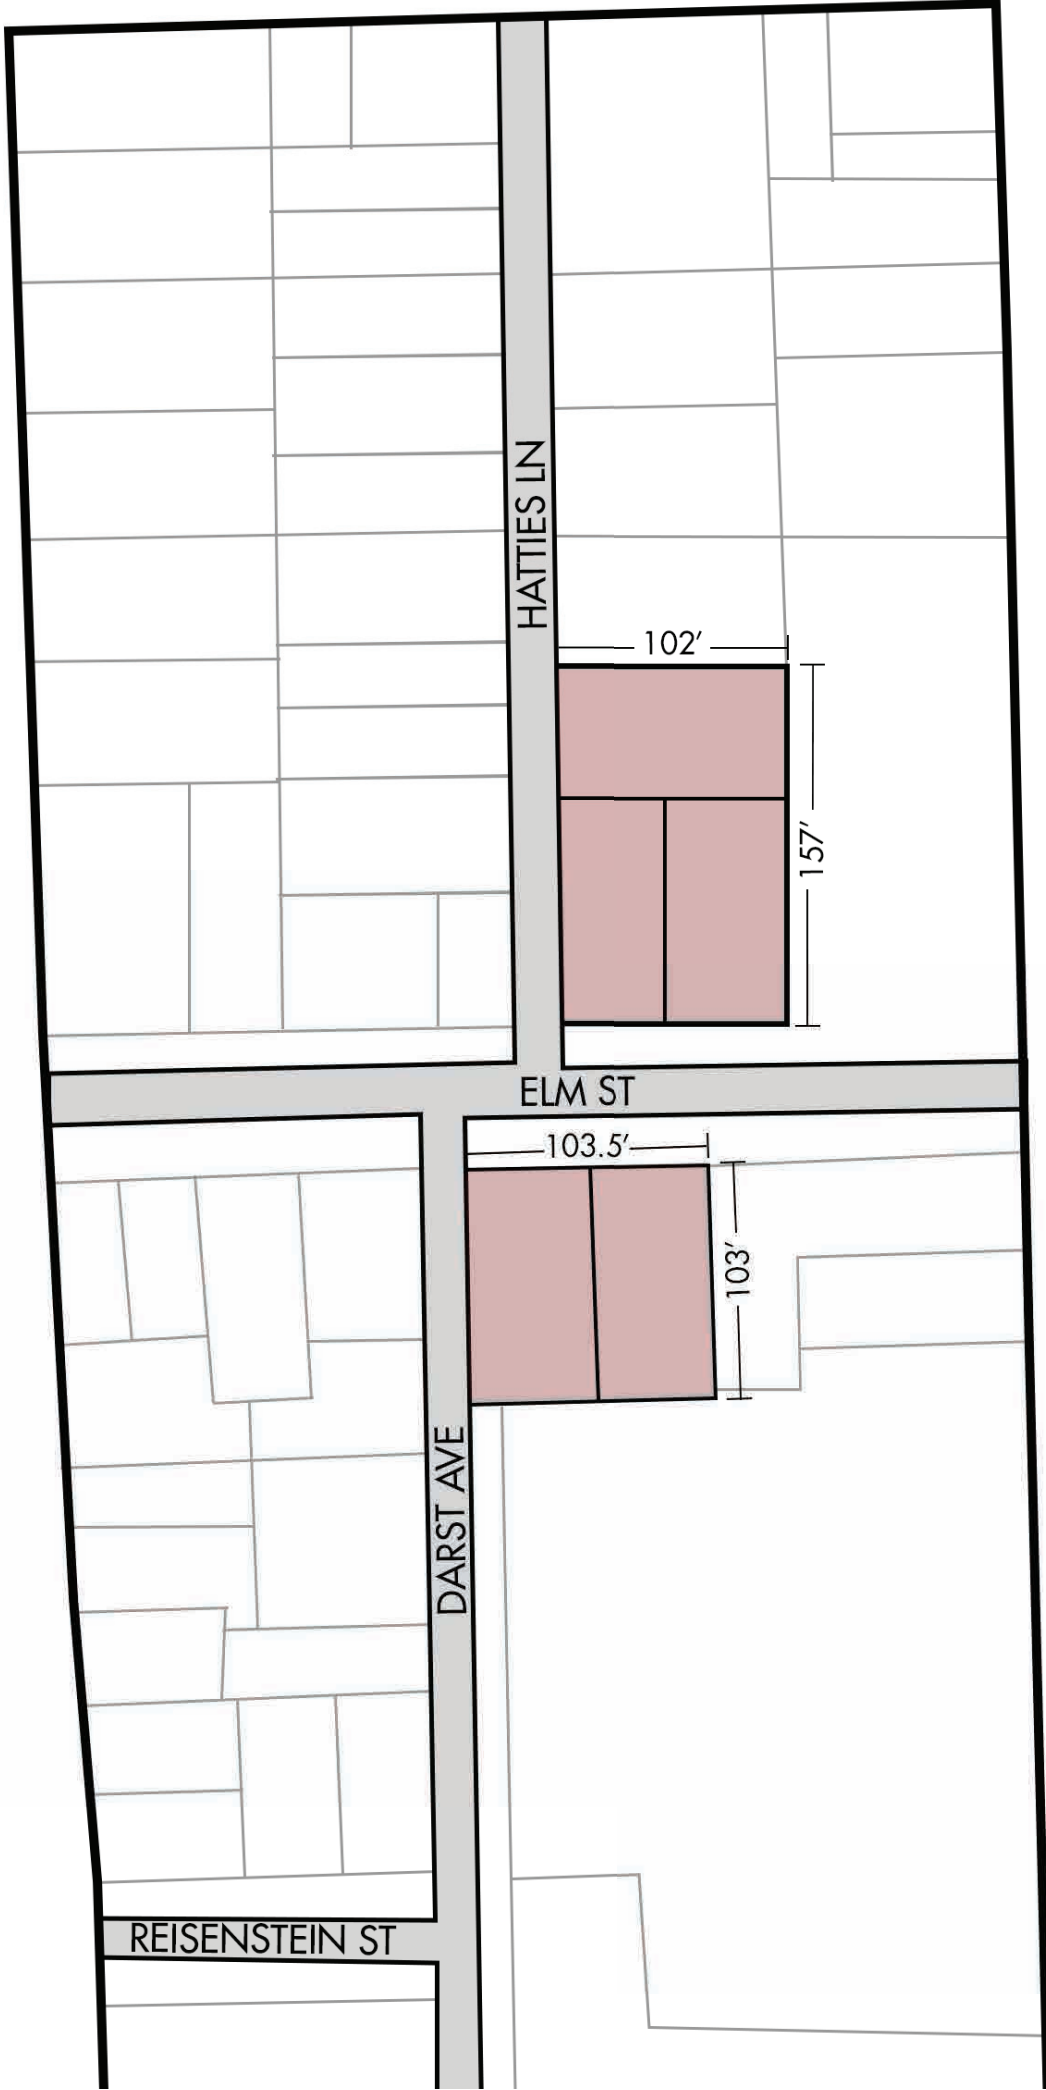 HATTIES LN
102’
157’
ELM ST
103.5’
103’
DARST AVE
REISENSTEIN ST